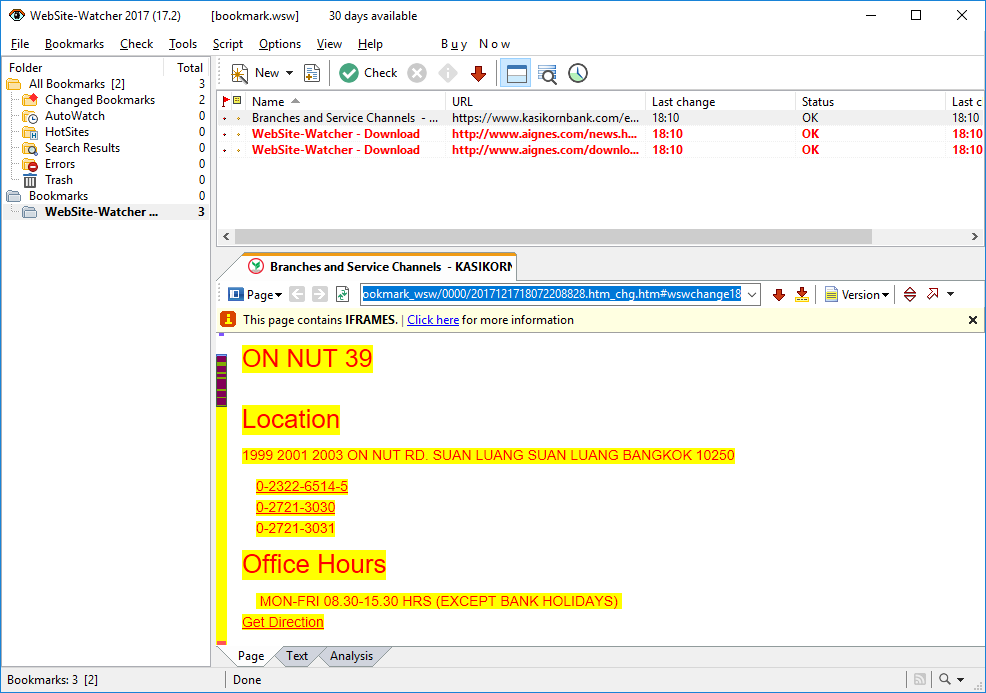 WebSite-Watcher 2017 (17.2) [bookmark.wsw] 30 days available
File Bookmarks Check Tools Script Options View Help Buy Now
Folder Total
All Bookmarks [2] 3
Changed Bookmarks 2
AutoWatch 0
HotSites 0
Search Results 0
Errors 0
Trash 0
Bookmarks 0
WebSite-Watcher ... 3
New Check
Name URL Last change Status Last c
Branches and Service Channels - ... https://www.kasikornbank.com/e... 18:10 OK 18:10
WebSite-Watcher - Download http://www.aignes.com/news.h... 18:10 OK 18:10
WebSite-Watcher - Download http://www.aignes.com/downlo... 18:10 OK 18:10
Branches and Service Channels - KASIKORN
Page ookmark_wsw/0000/2017121718072208828.htm_chg.htm#wswchange18 Version
This page contains IFRAMES. | Click here for more information
ON NUT 39
Location
1999 2001 2003 ON NUT RD. SUAN LUANG SUAN LUANG BANGKOK 10250
0-2322-6514-5
0-2721-3030
0-2721-3031
Office Hours
MON-FRI 08.30-15.30 HRS (EXCEPT BANK HOLIDAYS)
Get Direction
Page Text Analysis
Bookmarks: 3 [2] Done